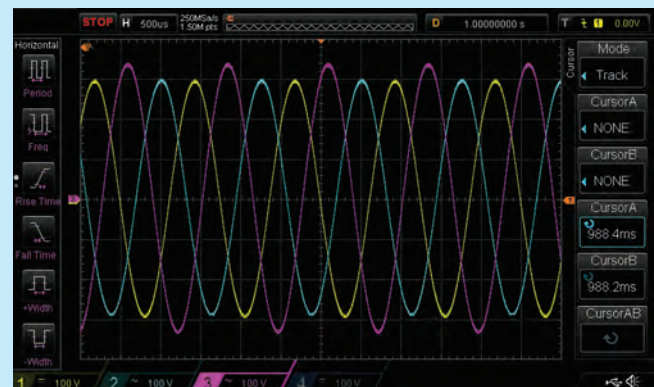 STOP H 500us 250MSa/s 1.50M pts D 1.00000000 s T 1 0.00V
Horizontal
Period
Freq
Rise Time
Fall Time
+Width
-Width
Cursor
Mode
Track
CursorA
NONE
CursorB
NONE
CursorA
988.4ms
CursorB
988.2ms
CursorAB
1 = 100 V 2 ~ 100 V 3 ~ 100 V 4 = 100 V